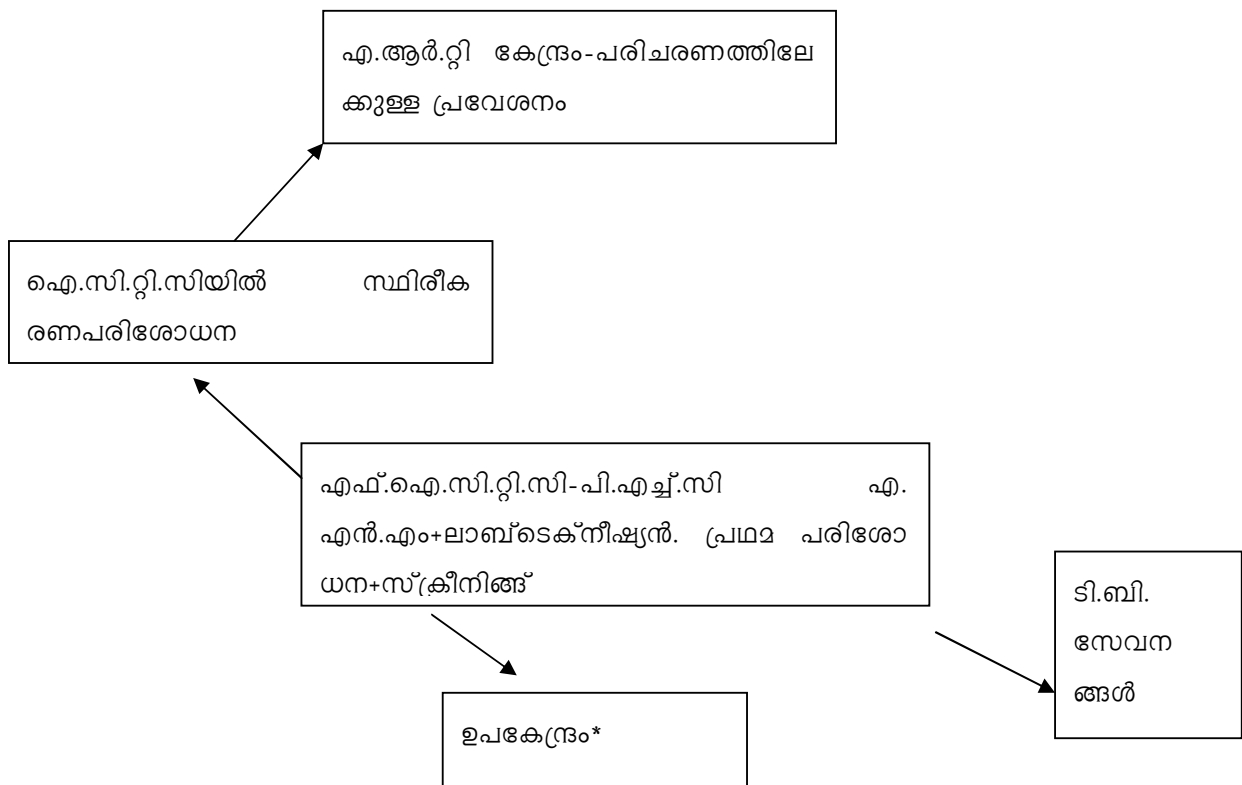 എ.ആർ.റ്റി കേന്ദ്രം-പരിചരണത്തിലേ
ക്കുള്ള പ്രവേശനം
ഐ.സി.റ്റി.സിയിൽ സ്ഥിരീക
രണപരിശോധന
എഫ്.ഐ.സി.റ്റി.സി-പി.എച്ച്.സി എ.
എൻ.എം+ലാബ്ടെക്നീഷ്യൻ. പ്രഥമ പരിശോ
ധന+സ്ക്രീനിങ്ങ്
ടി.ബി.
സേവന
ങ്ങൾ
ഉപകേന്ദ്രം*